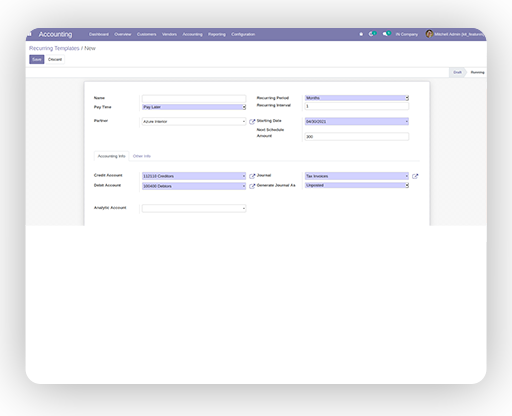 Accounting Dashboard Overview Customers Vendors Accounting Reporting Configuration My Company Mitchell Admin
Recurring Templates / New
Save Discard
Draft Running
Name Recurring Period Months
Pay Time Pay Later Recurring Interval 1
Partner Azure Interior Starting Date 04/30/2021
Next Schedule
Amount 300
Accounting Info Other Info
Credit Account 112110 Creditors Journal Tax Invoices
Debit Account Debtors Generate Journal As Unposted
Analytic Account